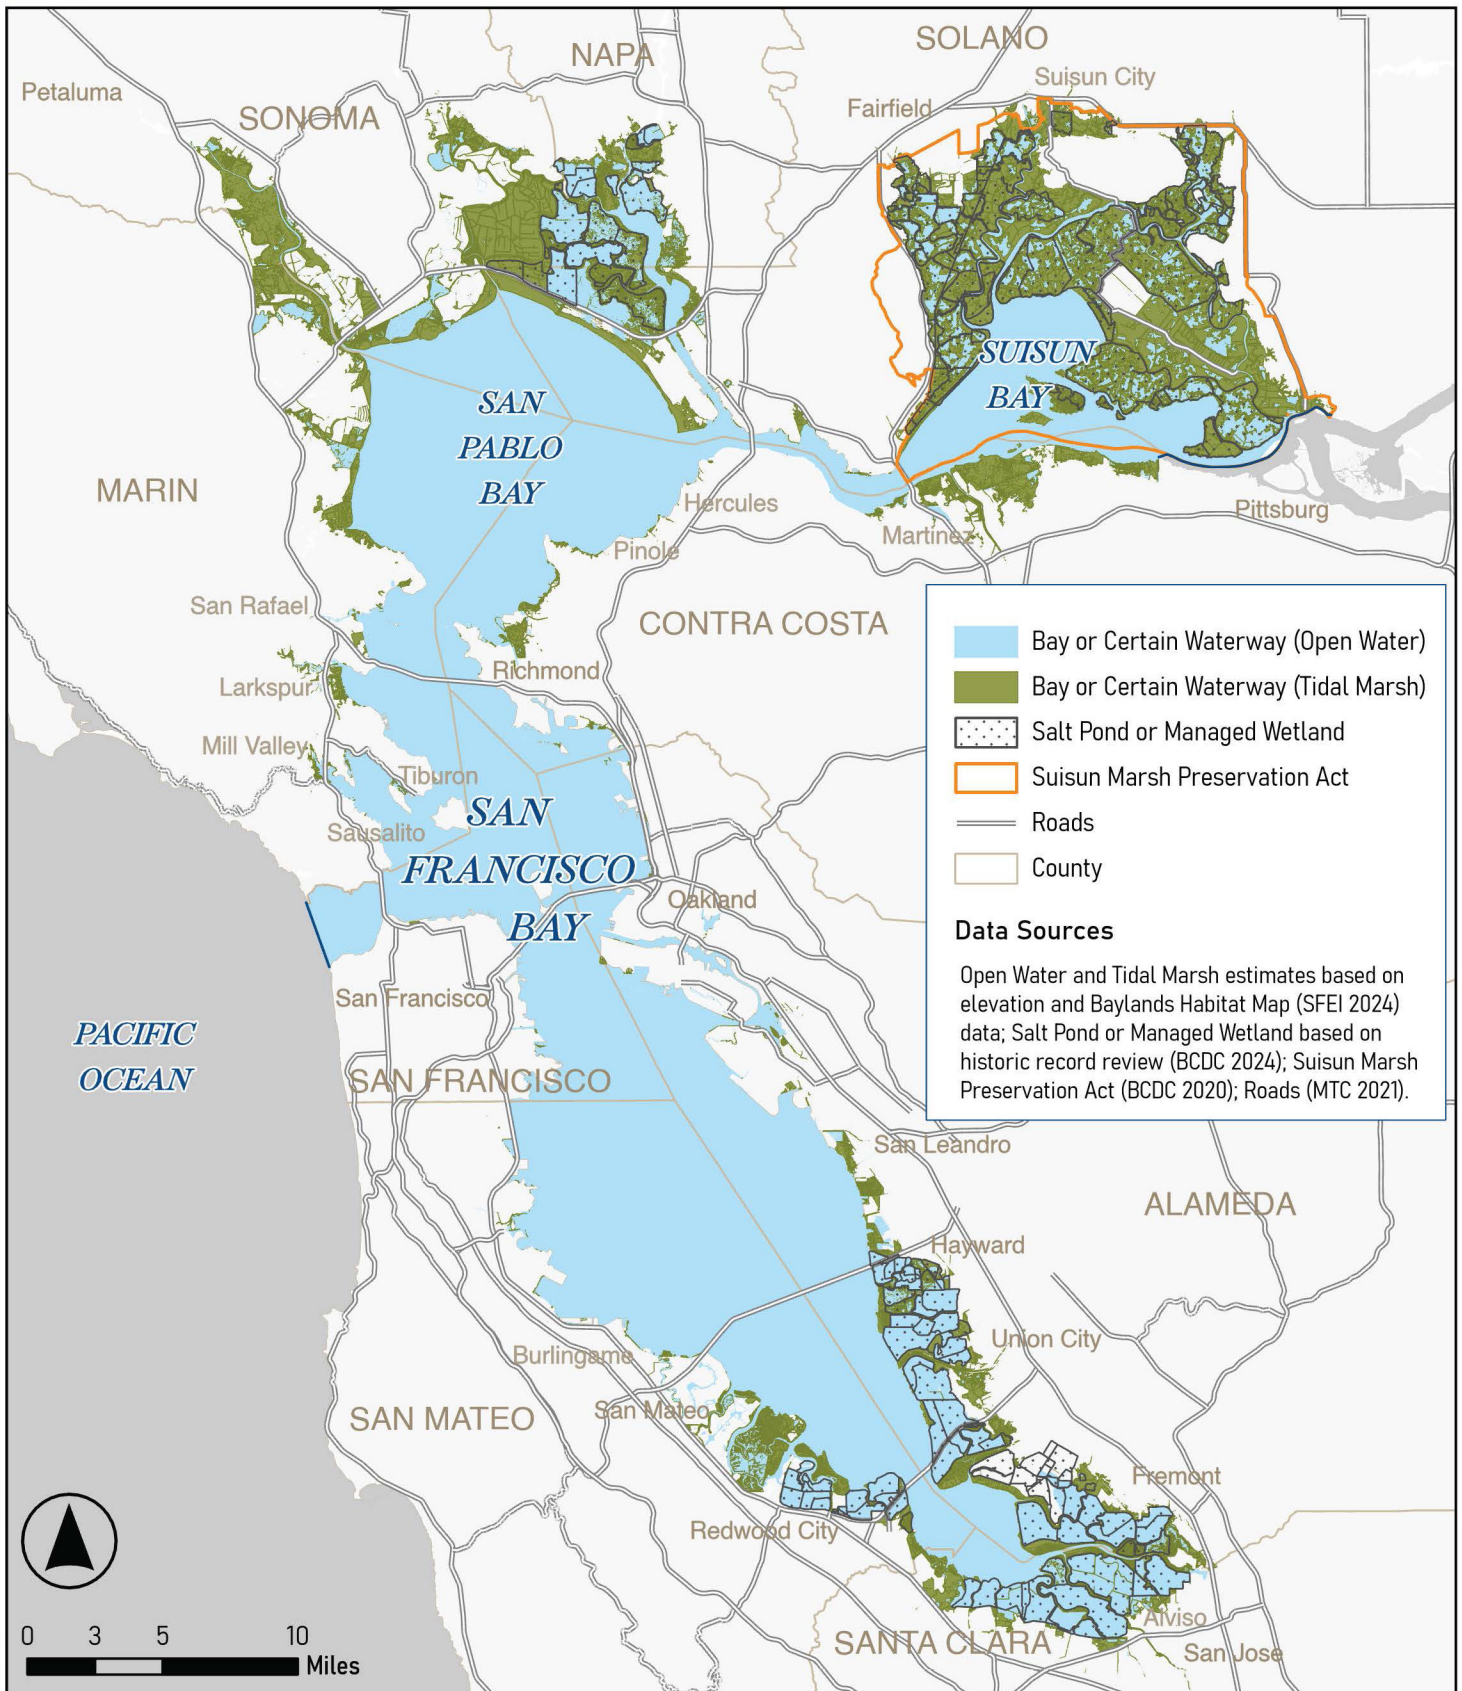 SOLANO
NAPA
Suisun City
Petaluma
Fairfield
SONOMA
SUISUN
BAY
SAN
PABLO
BAY
MARIN
Hercules
Pittsburg
Martinez
Pinole
San Rafael
CONTRA COSTA
Richmond
Larkspur
Mill Valley
Tiburon
SAN
FRANCISCO
BAY
Sausalito
Oakland
San Francisco
PACIFIC
OCEAN
SAN FRANCISCO
San Leandro
ALAMEDA
Hayward
Union City
Burlingame
San Mateo
SAN MATEO
Fremont
Redwood City
Alviso
SANTA CLARA
San Jose
Bay or Certain Waterway (Open Water)
Bay or Certain Waterway (Tidal Marsh)
Salt Pond or Managed Wetland
Suisun Marsh Preservation Act
Roads
County
Data Sources
Open Water and Tidal Marsh estimates based on
elevation and Baylands Habitat Map (SFEI 2024)
data; Salt Pond or Managed Wetland based on
historic record review (BCDC 2024); Suisun Marsh
Preservation Act (BCDC 2020); Roads (MTC 2021).
0 3 5 10
Miles